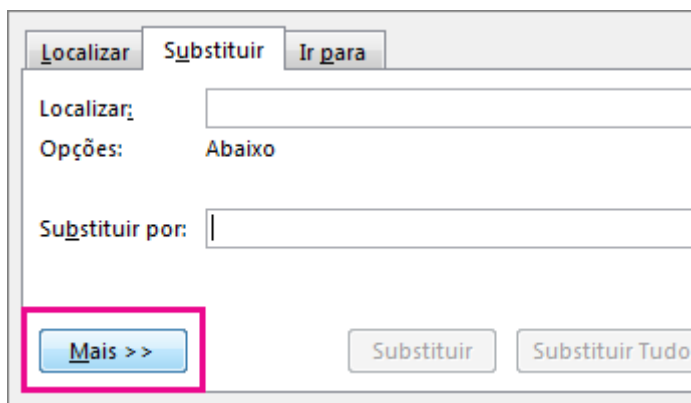 Localizar Substituir Ir para
Localizar:
Opções: Abaixo
Substituir por:
Mais >> Substituir Substituir Tudo